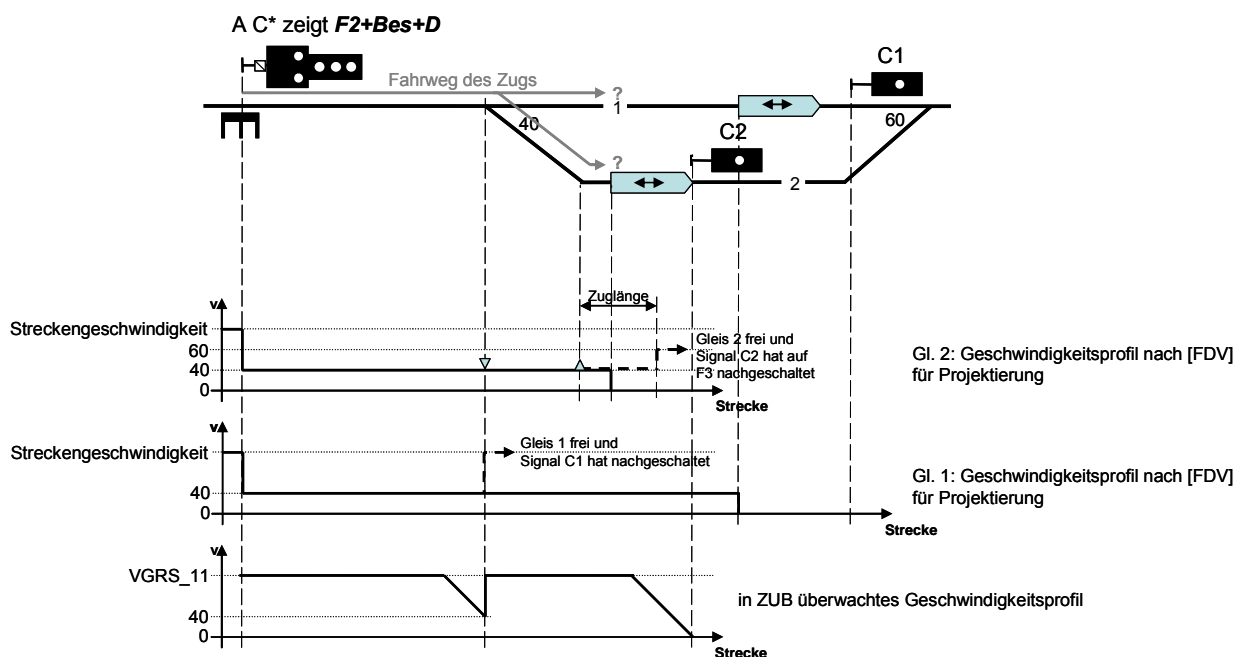 A C* zeigt F2+Bes+D
C1
Fahrweg des Zugs
?
1
40
60
C2
?
2
Zuglänge
v
Streckengeschwindigkeit
60
40
0
Gleis 2 frei und
Signal C2 hat auf
F3 nachgeschaltet
Strecke
Gl. 2: Geschwindigkeitsprofil nach [FDV]
für Projektierung
v
Streckengeschwindigkeit
40
0
Gleis 1 frei und
Signal C1 hat nachgeschaltet
Strecke
Gl. 1: Geschwindigkeitsprofil nach [FDV]
für Projektierung
v
VGRS_11
40
0
in ZUB überwachtes Geschwindigkeitsprofil
Strecke